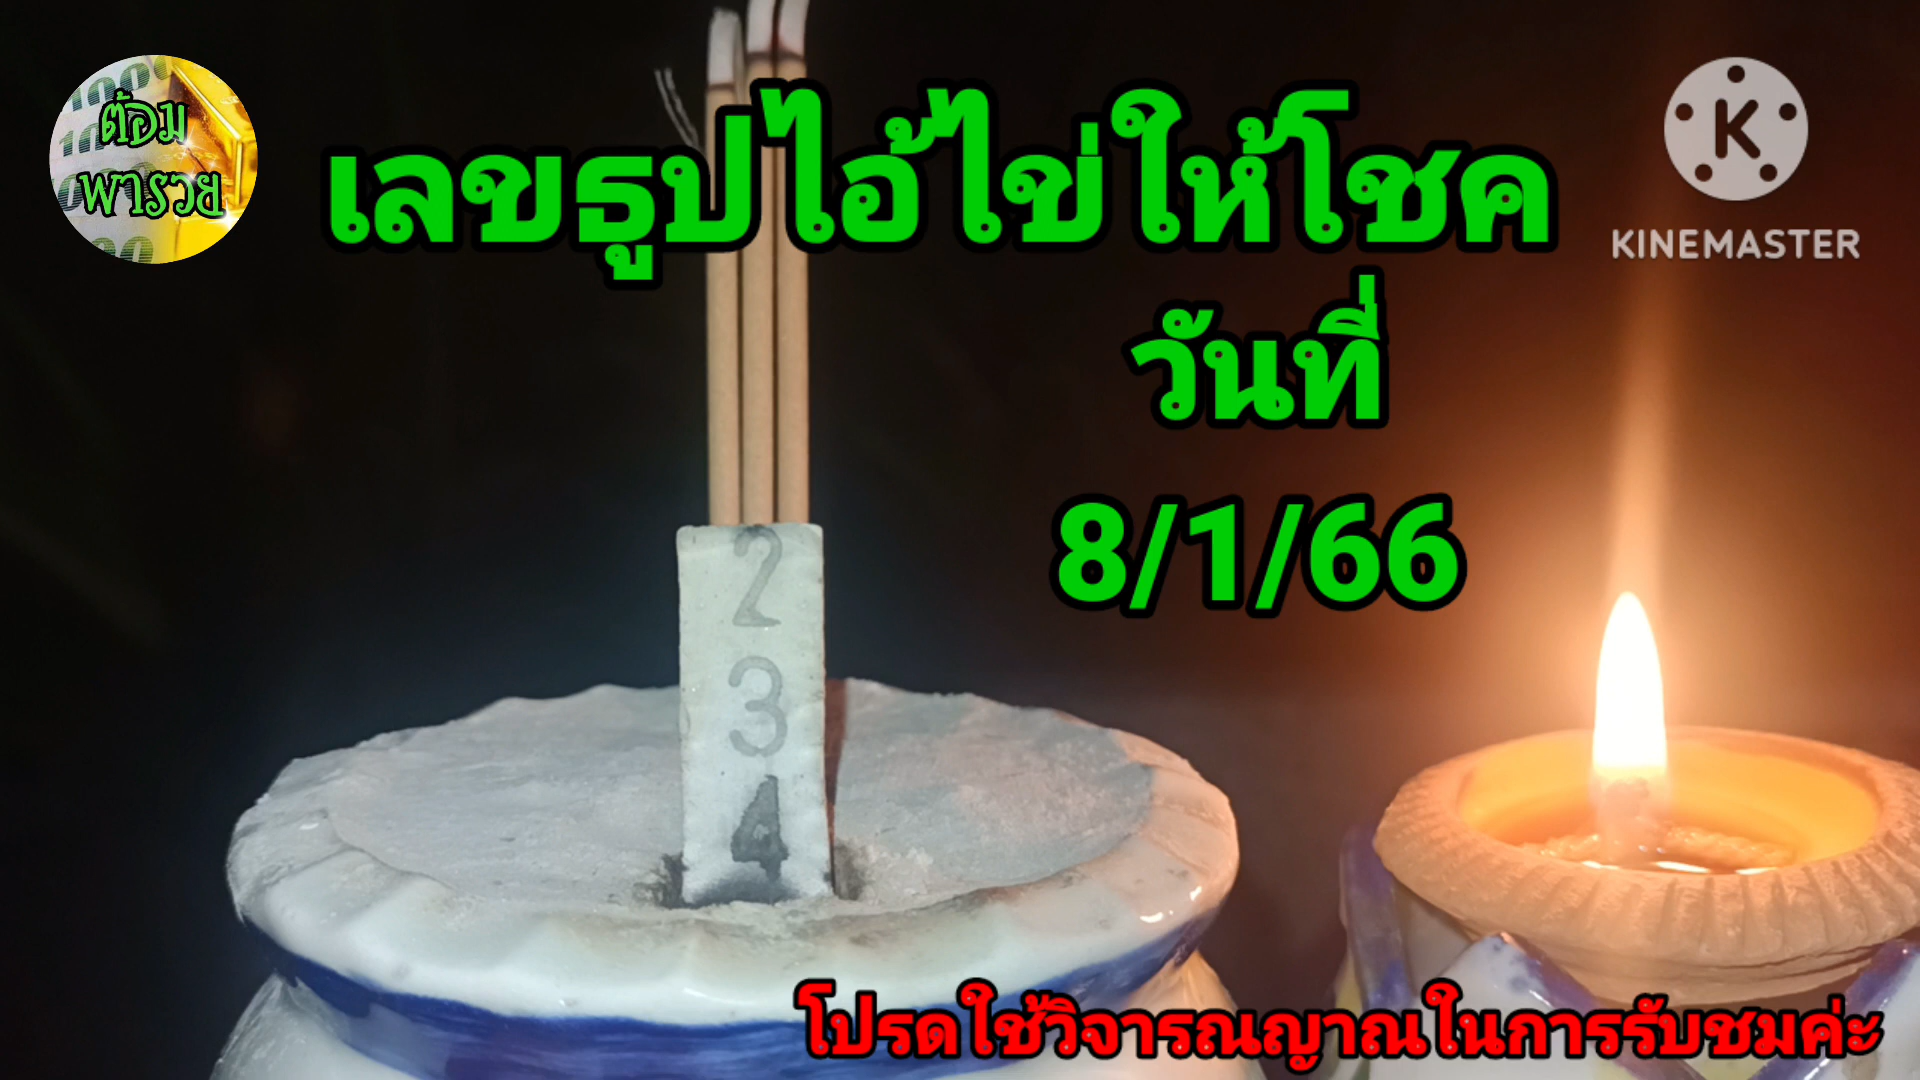 ต้อม
พารวย
เลขธูปไอ้ไข่ให้โชค
K
KINEMASTER
วันที่
8/1/66
2
3
4
โปรดใช้วิจารณญาณในการรับชมค่ะ